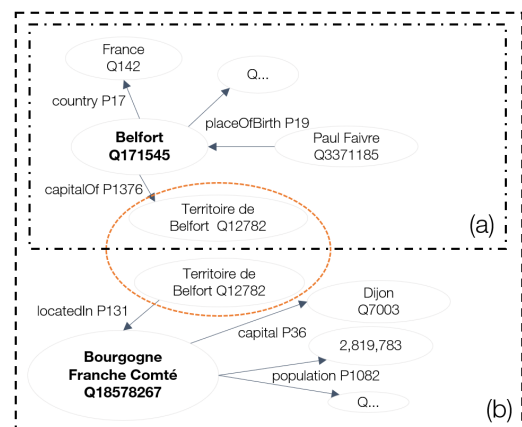 France
Q142
Q...
country P17
placeOfBirth P19
Belfort
Q171545
Paul Faivre
Q3371185
capitalOf P1376
Territoire de
Belfort Q12782
(a)
Territoire de
Belfort Q12782
locatedIn P131
Dijon
Q7003
capital P36
Bourgogne
Franche Comté
Q18578267
2,819,783
population P1082
Q...
(b)